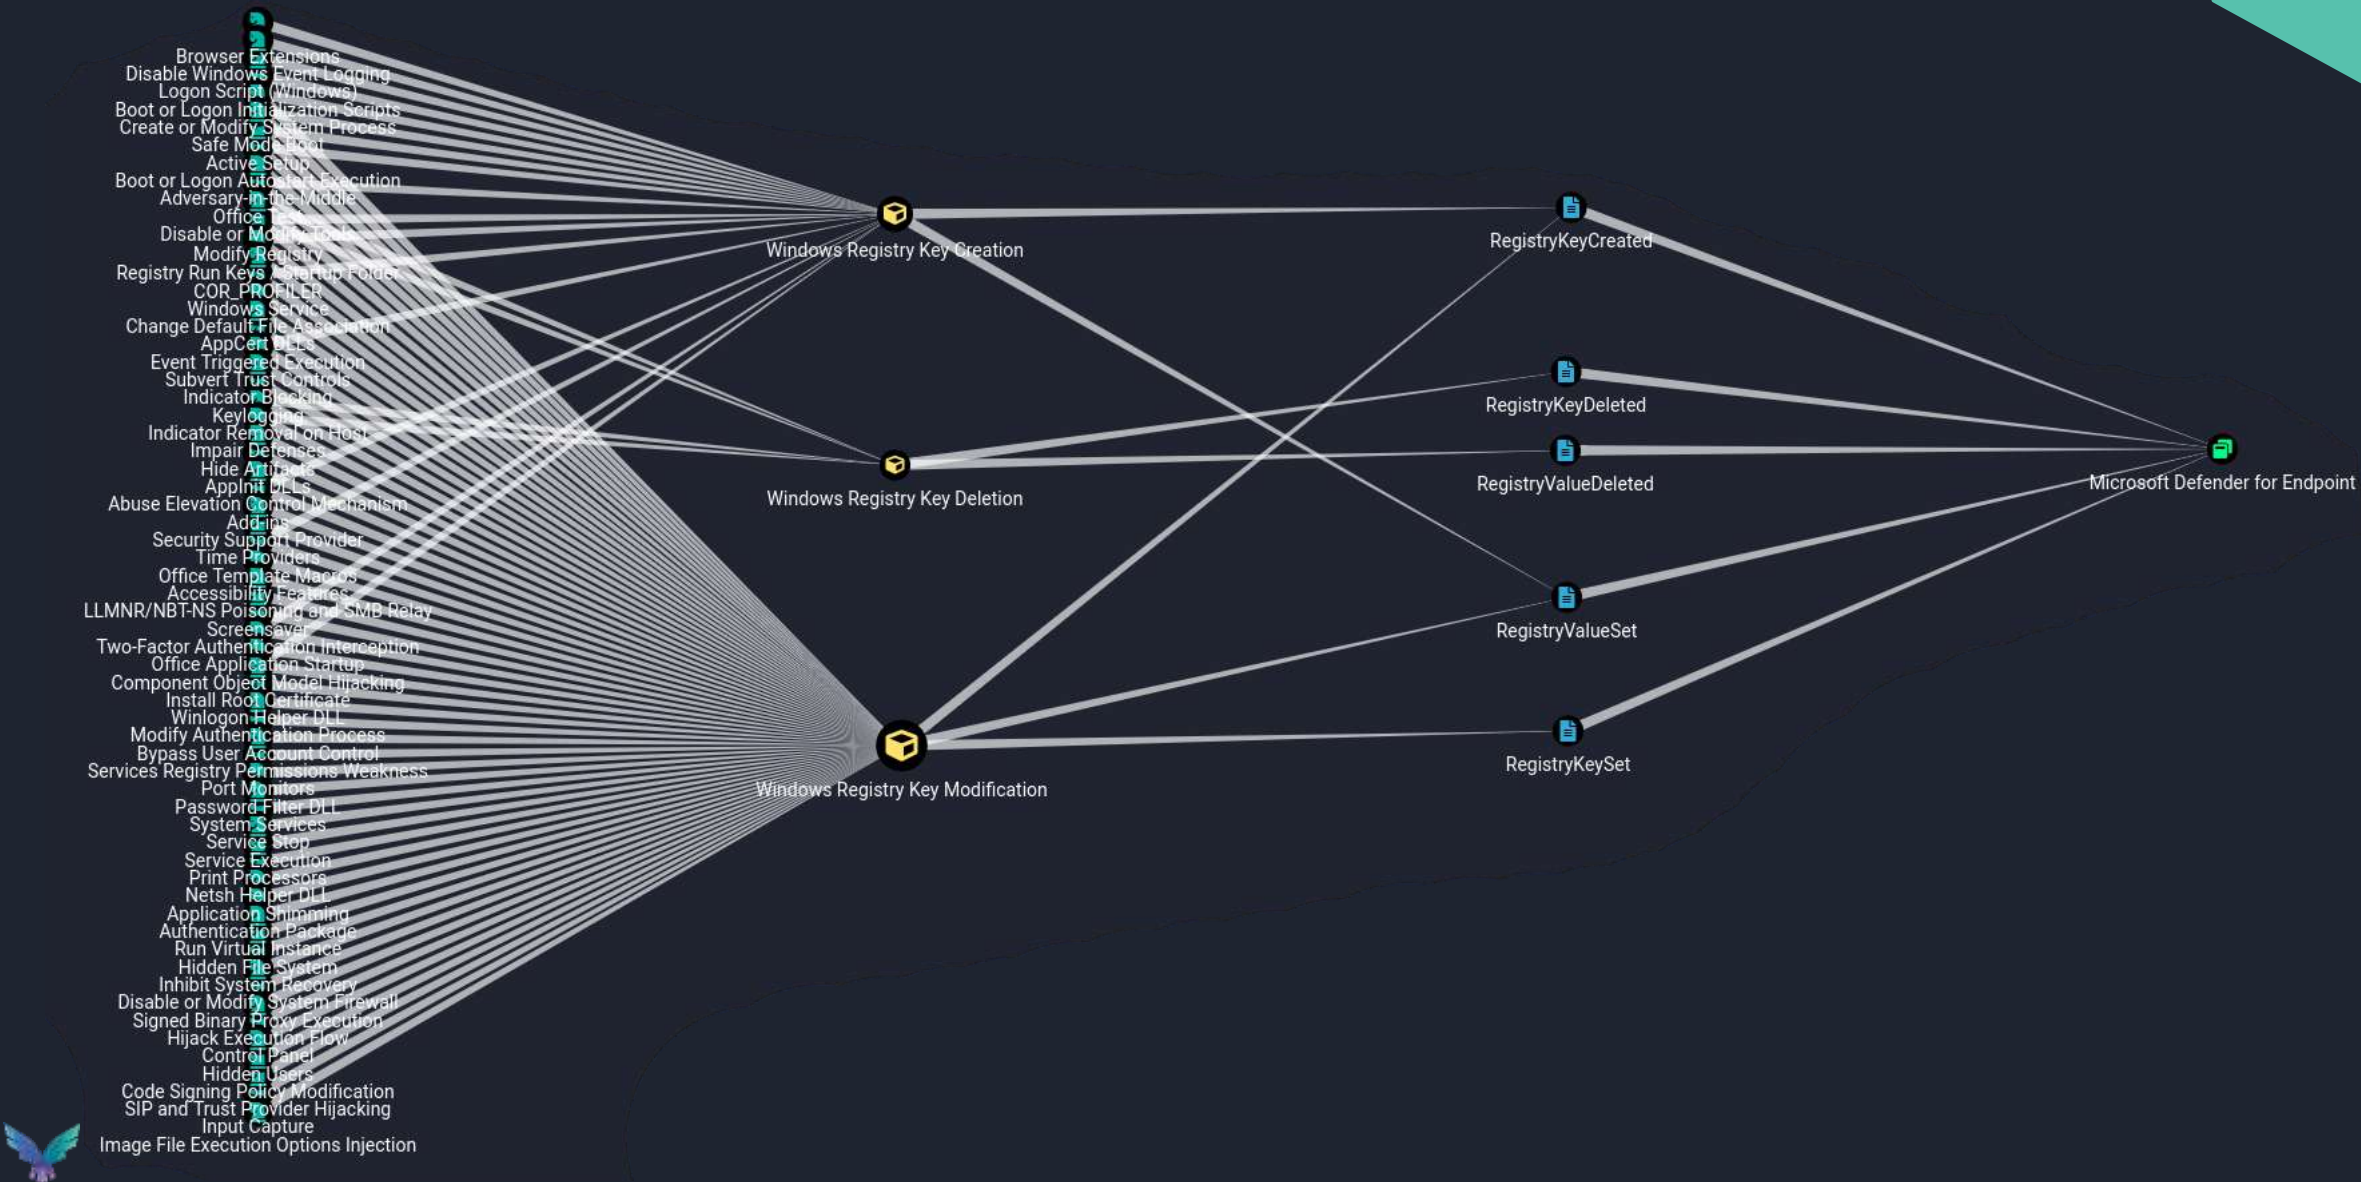 Browser Extensions
Disable Windows Event Logging
Logon Script (Windows)
Boot or Logon Initialization Scripts
Create or Modify System Process
Safe Mode Boot
Active Setup
Boot or Logon Autostart Execution
Adversary-in-the-Middle
Office Test
Disable or Modify Tools
Modify Registry
Registry Run Keys / Startup Folder
COR_PROFILER
Windows Service
Change Default File Association
AppCert DLLs
Event Triggered Execution
Subvert Trust Controls
Indicator Blocking
Keylogging
Indicator Removal on Host
Impair Defenses
Hide Artifacts
AppInit DLLs
Abuse Elevation Control Mechanism
Add-ins
Security Support Provider
Time Providers
Office Template Macros
Accessibility Features
LLMNR/NBT-NS Poisoning and SMB Relay
Screensaver
Two-Factor Authentication Interception
Office Application Startup
Component Object Model Hijacking
Install Root Certificate
Winlogon Helper DLL
Modify Authentication Process
Bypass User Account Control
Services Registry Permissions Weakness
Port Monitors
Password Filter DLL
System Services
Service Stop
Service Execution
Print Processors
Netsh Helper DLL
Application Shimming
Authentication Package
Run Virtual Instance
Hidden File System
Inhibit System Recovery
Disable or Modify System Firewall
Signed Binary Proxy Execution
Hijack Execution Flow
Control Panel
Hidden Users
Code Signing Policy Modification
SIP and Trust Provider Hijacking
Input Capture
Image File Execution Options Injection
Windows Registry Key Creation
Windows Registry Key Deletion
Windows Registry Key Modification
RegistryKeyCreated
RegistryKeyDeleted
RegistryValueDeleted
RegistryValueSet
RegistryKeySet
Microsoft Defender for Endpoint